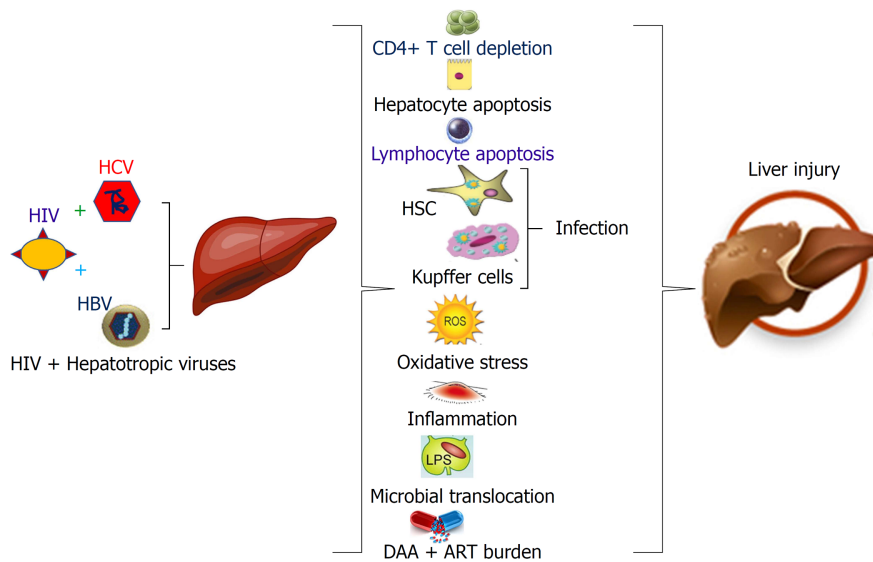 HCV
HIV
+
+
HBV
HIV + Hepatotropic viruses
CD4+ T cell depletion
Hepatocyte apoptosis
Lymphocyte apoptosis
HSC
Infection
Kupffer cells
ROS
Oxidative stress
Inflammation
LPS
Microbial translocation
DAA + ART burden
Liver injury